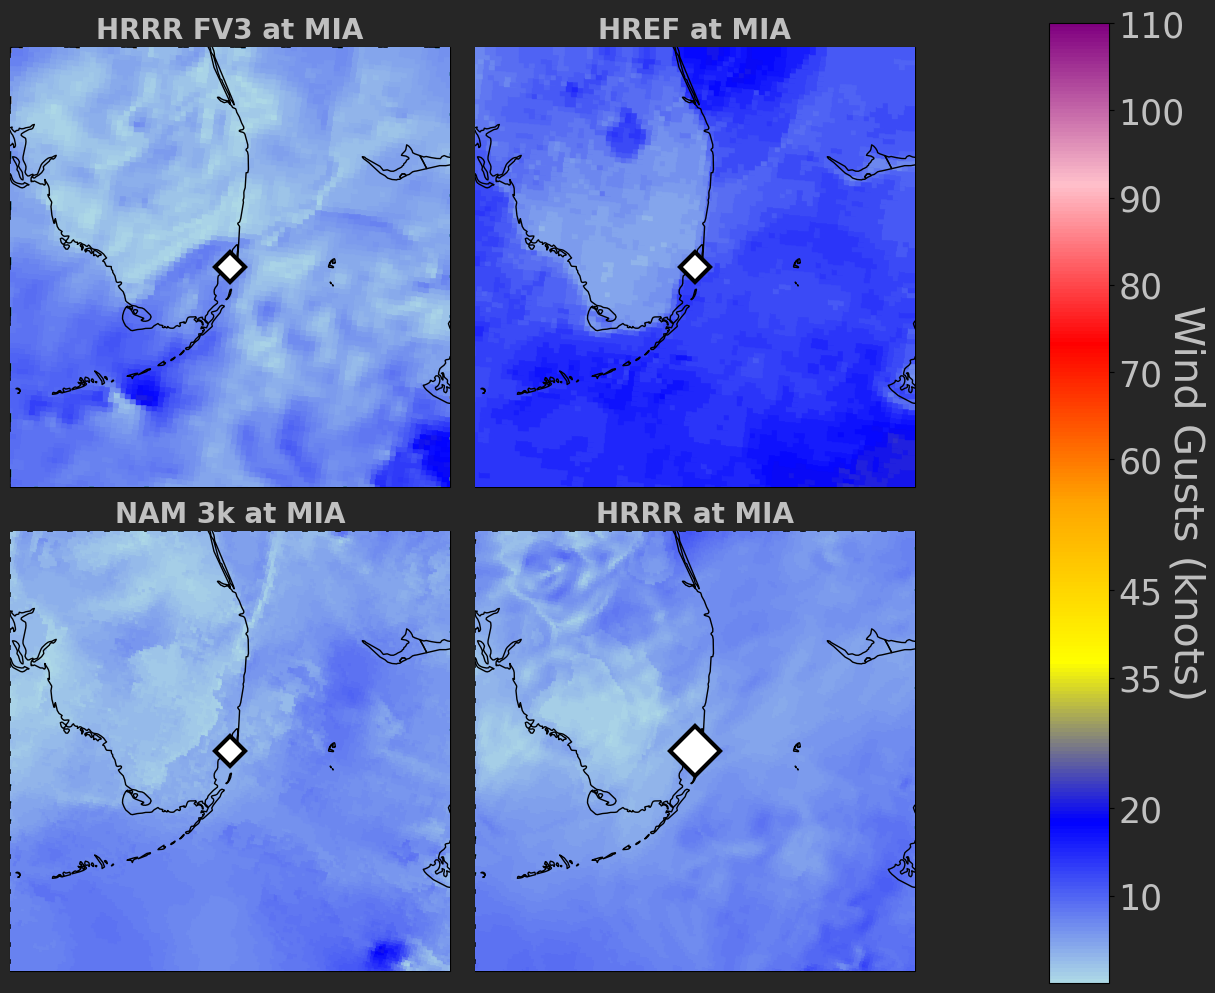 HRRR FV3 at MIA
HREF at MIA
NAM 3k at MIA
HRRR at MIA
110
100
90
80
70
60
45
35
20
10
Wind Gusts (knots)